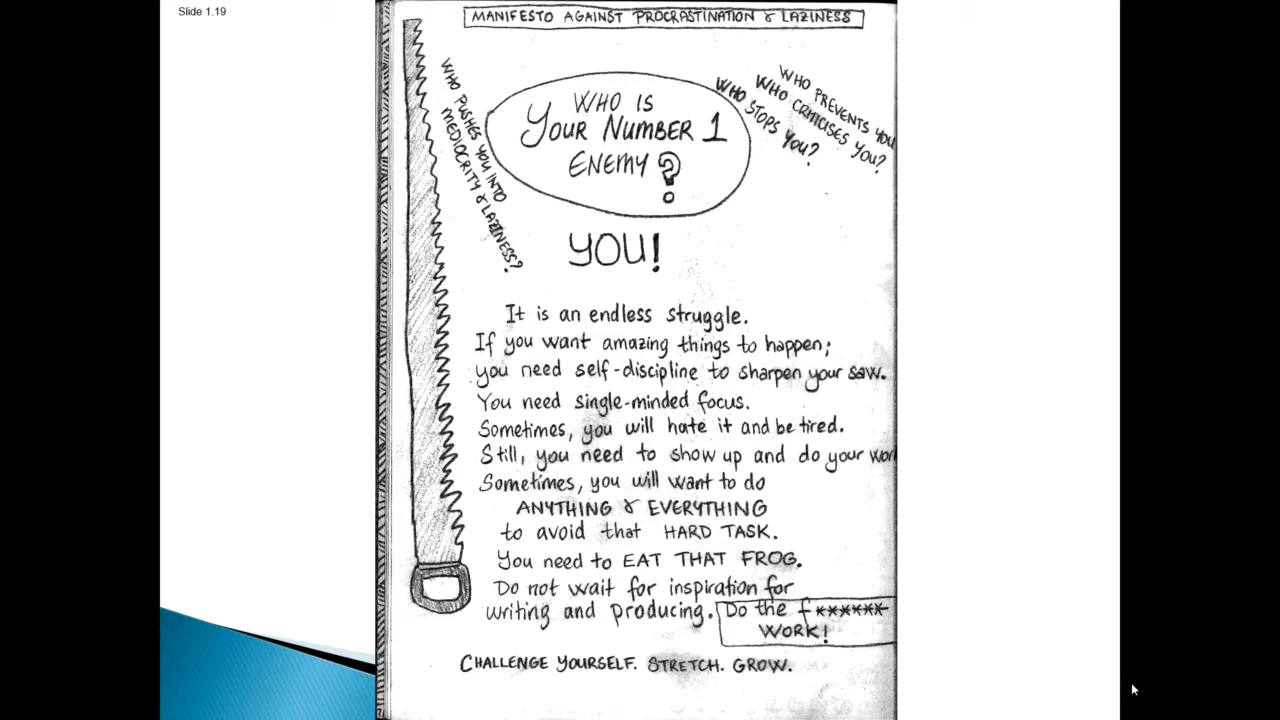 Slide 1.19
MANIFESTO AGAINST PROCRASTINATION & LAZINESS
WHO PUSHES YOU INTO
MEDIOCRITY & LAZINESS?
WHO IS
YOUR NUMBER 1
ENEMY?
WHO PREVENTS YOU
WHO CRITICISES YOU?
WHO STOPS YOU?
YOU!
It is an endless struggle.
If you want amazing things to happen;
you need self-discipline to sharpen your saw.
You need single-minded focus.
Sometimes, you will hate it and be tired.
Still, you need to show up and do your wor
Sometimes, you will want to do
ANYTHING & EVERYTHING
to avoid that HARD TASK.
You need to EAT THAT FROG.
Do not wait for inspiration for
writing and producing. Do the f******
WORK!
CHALLENGE YOURSELF. STRETCH. GROW.